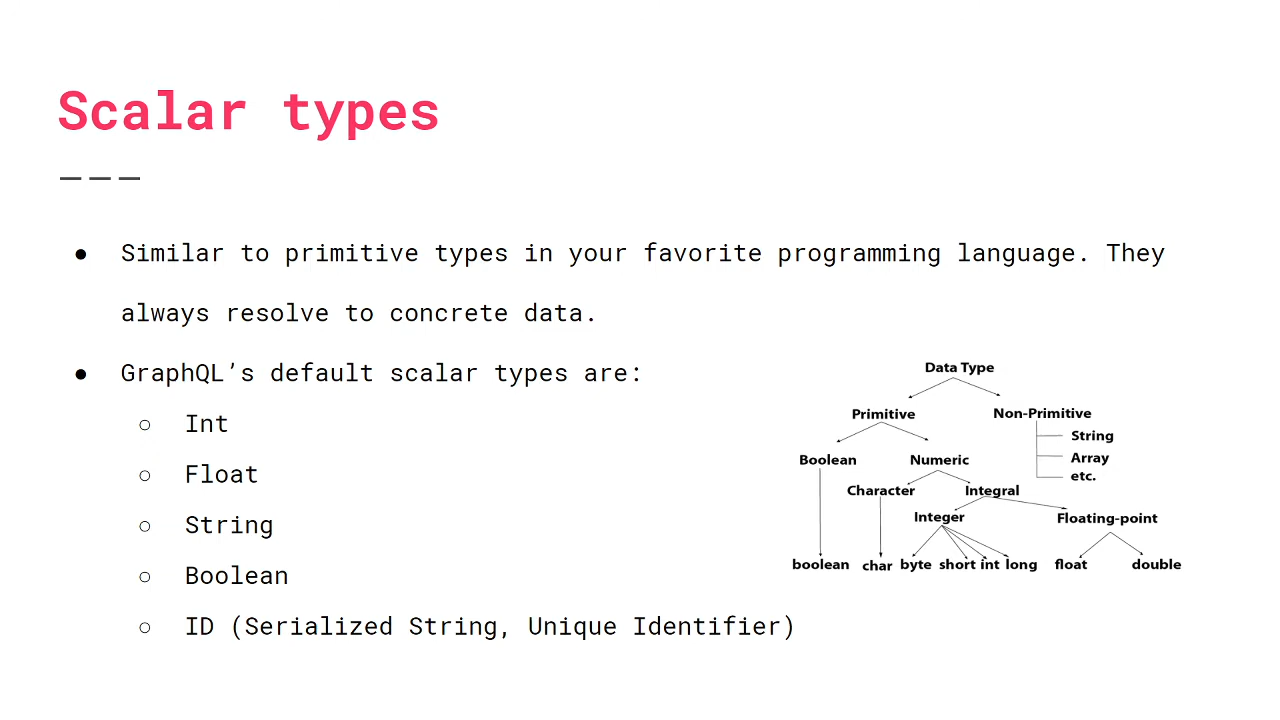 Scalar types
———
● Similar to primitive types in your favorite programming language. They
always resolve to concrete data.
● GraphQL’s default scalar types are:
○ Int
○ Float
○ String
○ Boolean
○ ID (Serialized String, Unique Identifier)
Data Type
Primitive Non-Primitive
String
Array
etc.
Boolean Numeric
Character Integral
Integer Floating-point
boolean char byte short int long float double